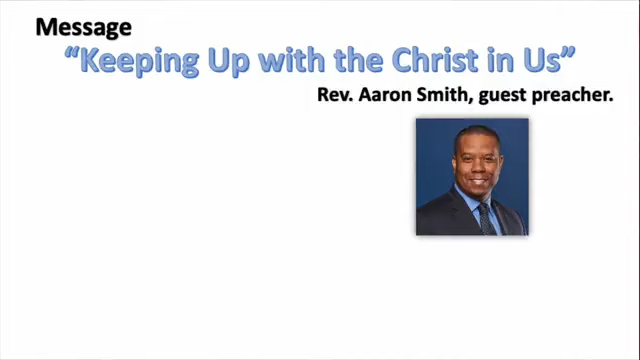 Message
“Keeping Up with the Christ in Us”
Rev. Aaron Smith, guest preacher.